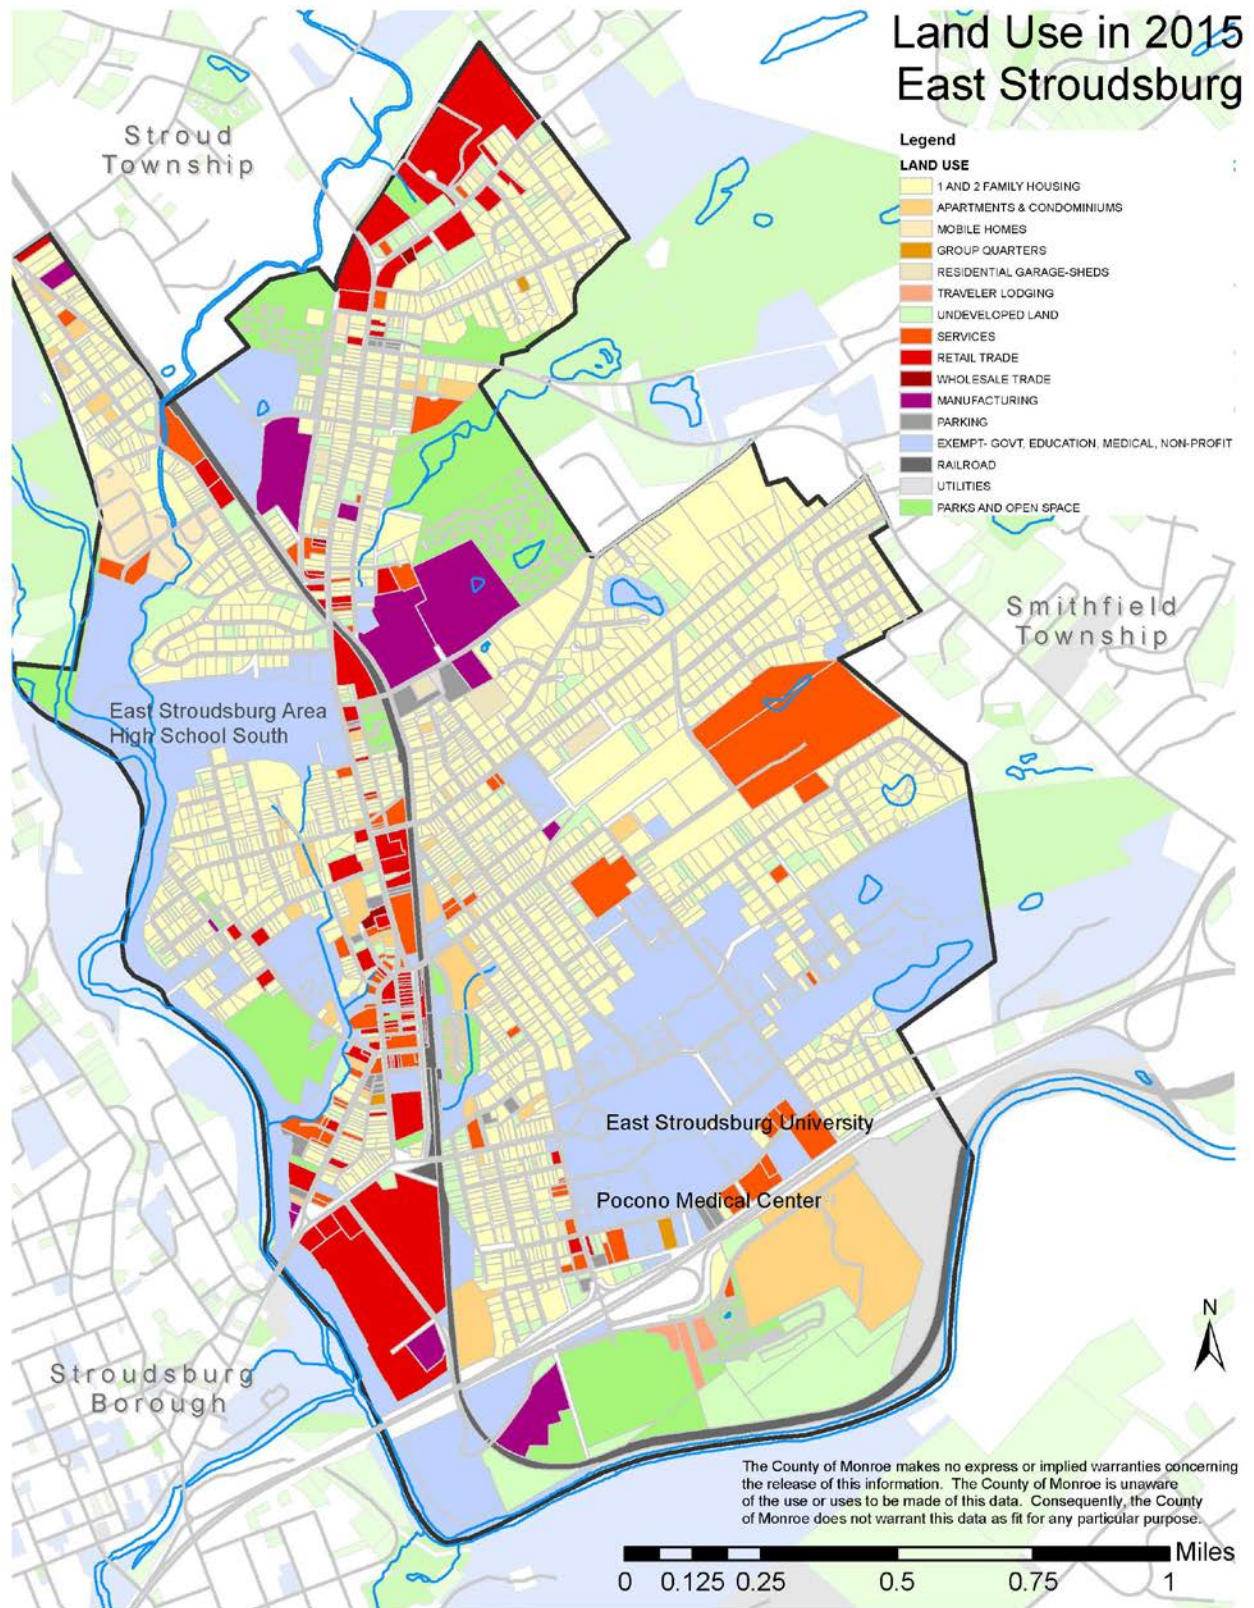 Land Use in 2015
East Stroudsburg
Legend
LAND USE
1 AND 2 FAMILY HOUSING
APARTMENTS & CONDOMINIUMS
MOBILE HOMES
GROUP QUARTERS
RESIDENTIAL GARAGE-SHEDS
TRAVELER LODGING
UNDEVELOPED LAND
SERVICES
RETAIL TRADE
WHOLESALE TRADE
MANUFACTURING
PARKING
EXEMPT- GOVT, EDUCATION, MEDICAL, NON-PROFIT
RAILROAD
UTILITIES
PARKS AND OPEN SPACE
Stroud
Township
Smithfield
Township
East Stroudsburg Area
High School South
East Stroudsburg University
Pocono Medical Center
Stroudsburg
Borough
N
The County of Monroe makes no express or implied warranties concerning
the release of this information. The County of Monroe is unaware
of the use or uses to be made of this data. Consequently, the County
of Monroe does not warrant this data as fit for any particular purpose.
Miles
0 0.125 0.25 0.5 0.75 1